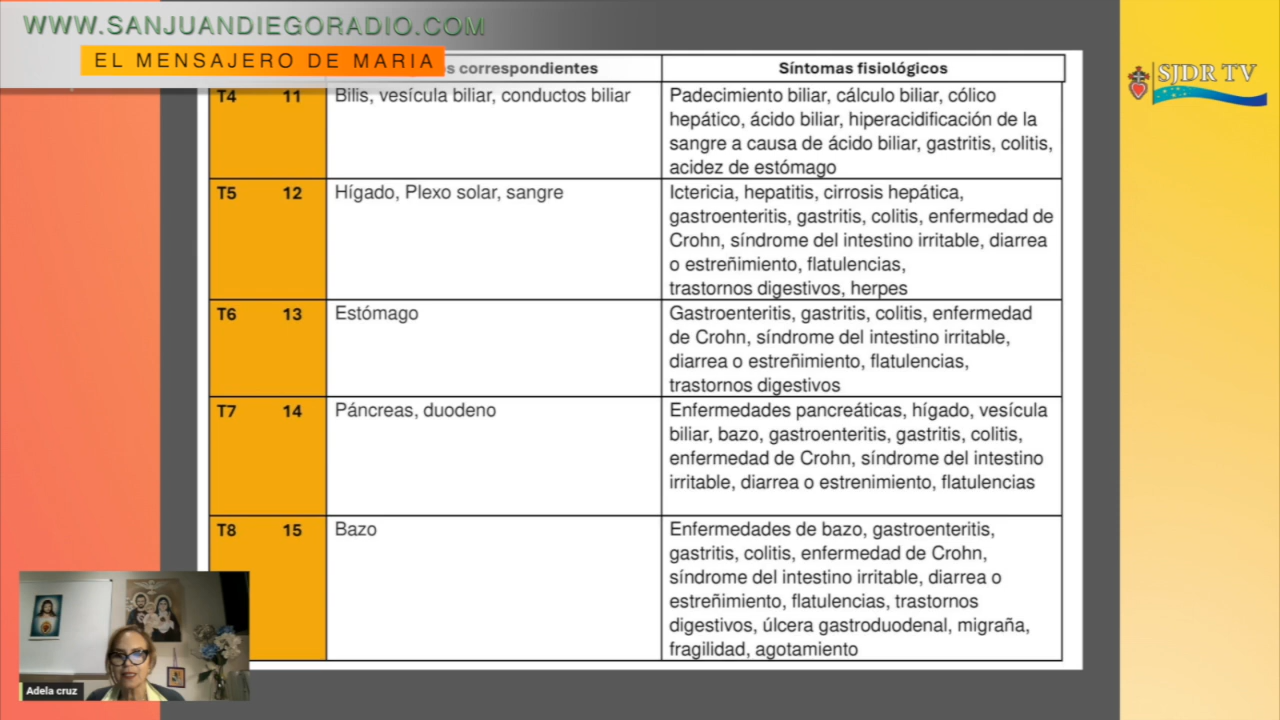 WWW.SANJUANDIEGORADIO.COM
EL MENSAJERO DE MARIA
SJDR TV
correspondientes
Síntomas fisiológicos
T4 11
Bilis, vesícula biliar, conductos biliar
Padecimiento biliar, cálculo biliar, cólico
hepático, ácido biliar, hiperacidificación de la
sangre a causa de ácido biliar, gastritis, colitis,
acidez de estómago
T5 12
Hígado, Plexo solar, sangre
Ictericia, hepatitis, cirrosis hepática,
gastroenteritis, gastritis, colitis, enfermedad de
Crohn, síndrome del intestino irritable, diarrea
o estreñimiento, flatulencias,
trastornos digestivos, herpes
T6 13
Estómago
Gastroenteritis, gastritis, colitis, enfermedad
de Crohn, síndrome del intestino irritable,
diarrea o estreñimiento, flatulencias,
trastornos digestivos
T7 14
Páncreas, duodeno
Enfermedades pancreáticas, hígado, vesícula
biliar, bazo, gastroenteritis, gastritis, colitis,
enfermedad de Crohn, síndrome del intestino
irritable, diarrea o estrenimiento, flatulencias
T8 15
Bazo
Enfermedades de bazo, gastroenteritis,
gastritis, colitis, enfermedad de Crohn,
síndrome del intestino irritable, diarrea o
estreñimiento, flatulencias, trastornos
digestivos, úlcera gastroduodenal, migraña,
fragilidad, agotamiento
Adela cruz